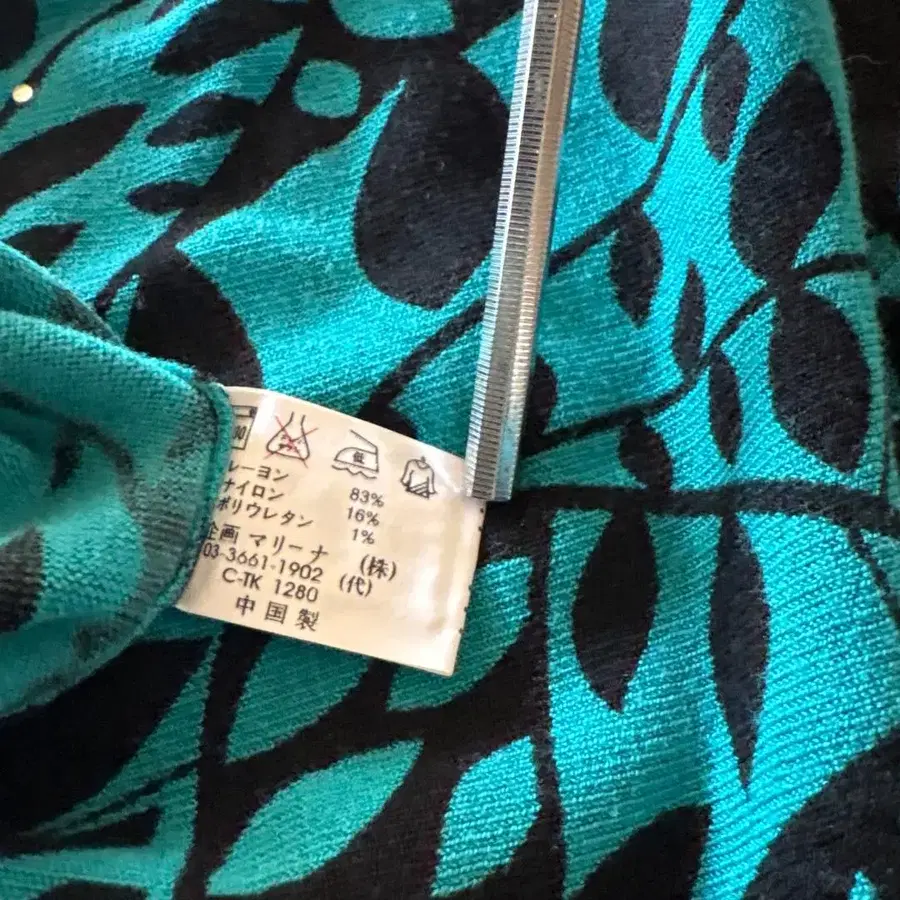 低
レーヨン 83%
ナイロン 16%
ポリウレタン 1%
企画 マリーナ (株)
03-3661-1902 (代)
C-TK 1280
中国製